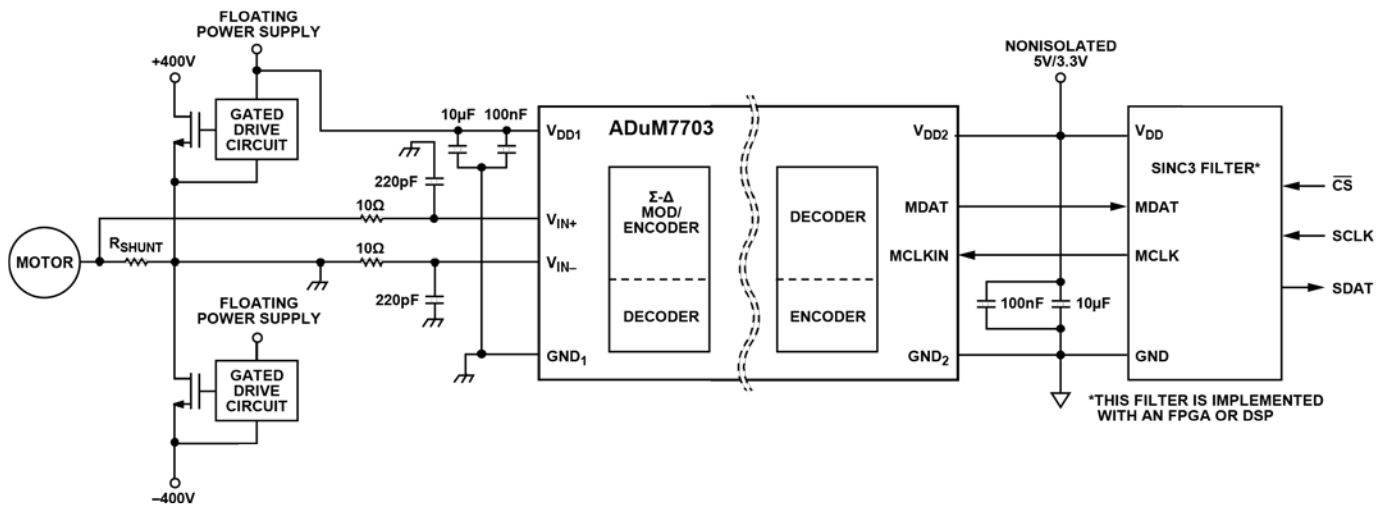 FLOATING
POWER SUPPLY
+400V
GATED
DRIVE
CIRCUIT
10µF
100nF
220pF
10Ω
10Ω
220pF
MOTOR
RSHUNT
FLOATING
POWER SUPPLY
GATED
DRIVE
CIRCUIT
–400V
ADuM7703
VDD1
VIN+
VIN–
GND1
Σ-Δ
MOD/
ENCODER
DECODER
DECODER
ENCODER
VDD2
MDAT
MCLKIN
GND2
NONISOLATED
5V/3.3V
100nF
10µF
VDD
SINC3 FILTER*
MDAT
MCLK
GND
CS
SCLK
SDAT
*THIS FILTER IS IMPLEMENTED
WITH AN FPGA OR DSP